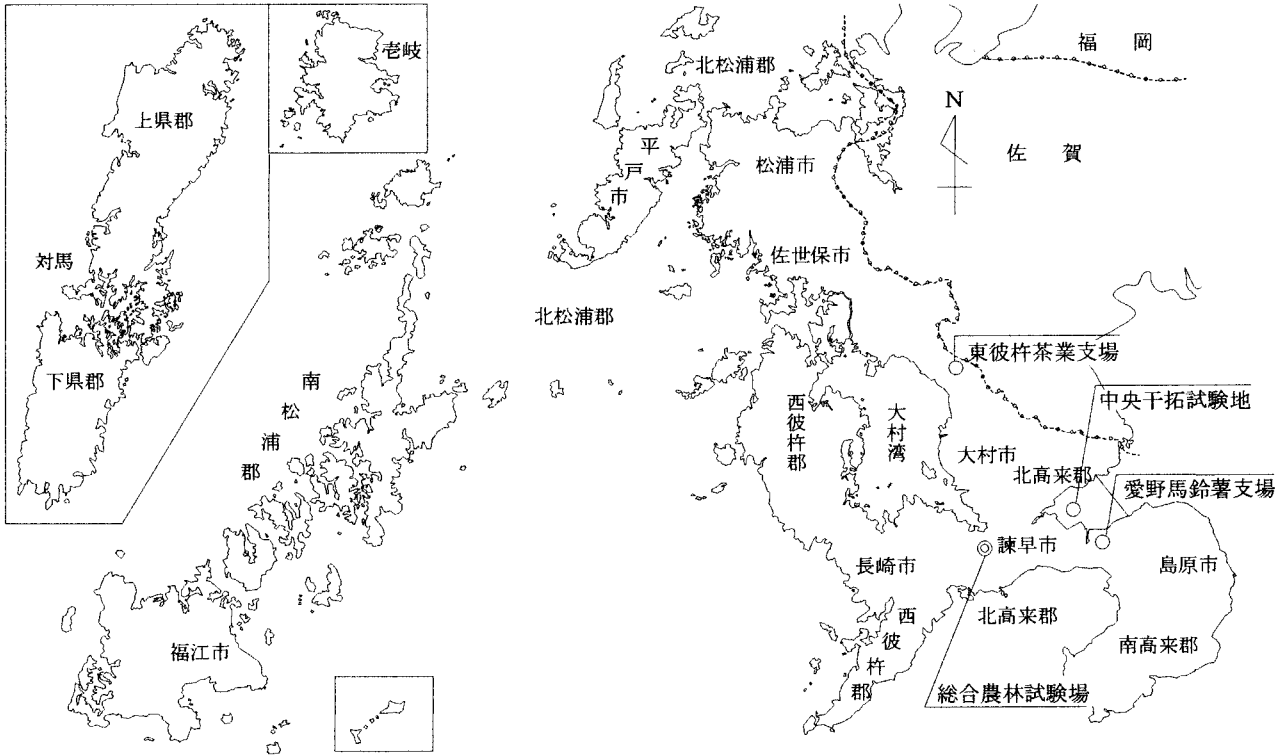 壱岐
上県郡
対馬
下県郡
北松浦郡
平戸市
松浦市
佐世保市
北松浦郡
南松浦郡
福江市
福岡
N
佐賀
東彼杵茶業支場
中央干拓試験地
西彼杵郡
大村湾
大村市
北高来郡
愛野馬鈴薯支場
諫早市
長崎市
島原市
北高来郡
西彼杵郡
南高来郡
総合農林試験場